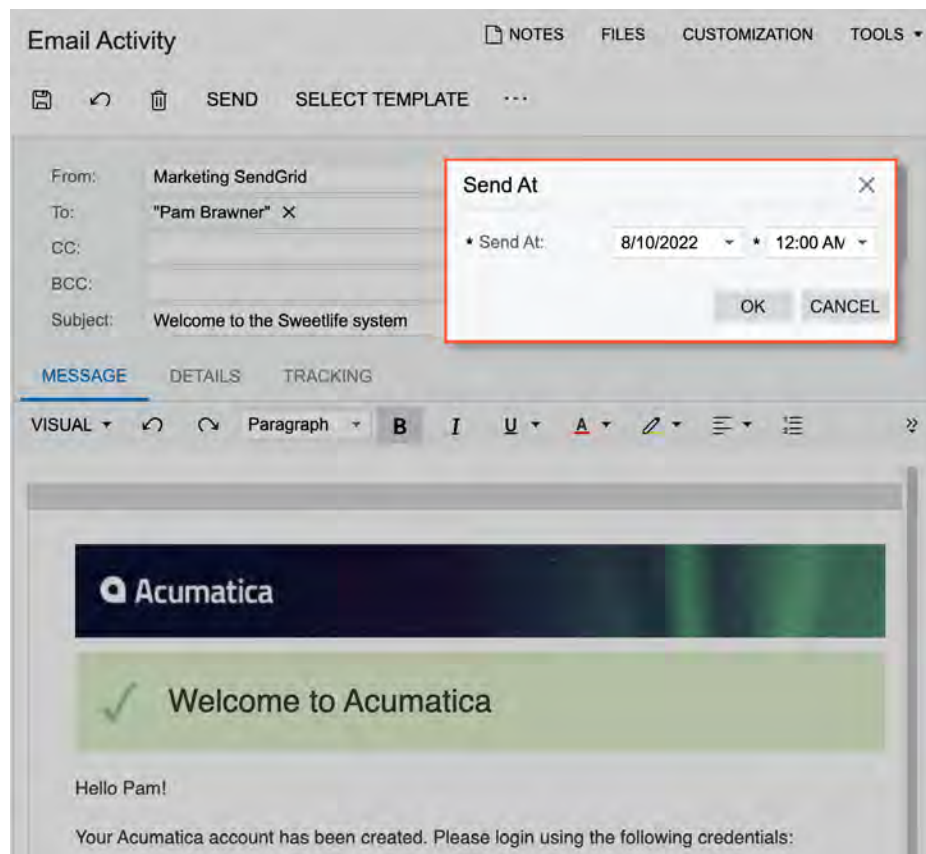 Email Activity
NOTES FILES CUSTOMIZATION TOOLS
SEND SELECT TEMPLATE ...
From: Marketing SendGrid
To: "Pam Brawner"
CC:
BCC:
Subject: Welcome to the Sweetlife system
Send At
* Send At: 8/10/2022 * 12:00 AM
OK CANCEL
MESSAGE DETAILS TRACKING
VISUAL Paragraph B I U A
Acumatica
Welcome to Acumatica
Hello Pam!
Your Acumatica account has been created. Please login using the following credentials: